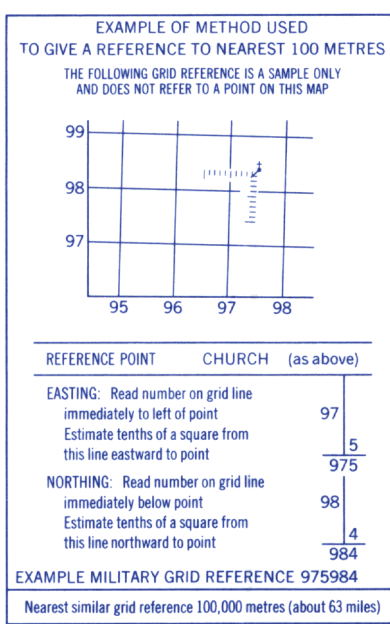 EXAMPLE OF METHOD USED
TO GIVE A REFERENCE TO NEAREST 100 METRES
THE FOLLOWING GRID REFERENCE IS A SAMPLE ONLY
AND DOES NOT REFER TO A POINT ON THIS MAP
99
98
97
95 96 97 98
REFERENCE POINT CHURCH (as above)
EASTING: Read number on grid line
immediately to left of point 97
Estimate tenths of a square from
this line eastward to point 5
975
NORTHING: Read number on grid line
immediately below point 98
Estimate tenths of a square from
this line northward to point 4
984
EXAMPLE MILITARY GRID REFERENCE 975984
Nearest similar grid reference 100,000 metres (about 63 miles)